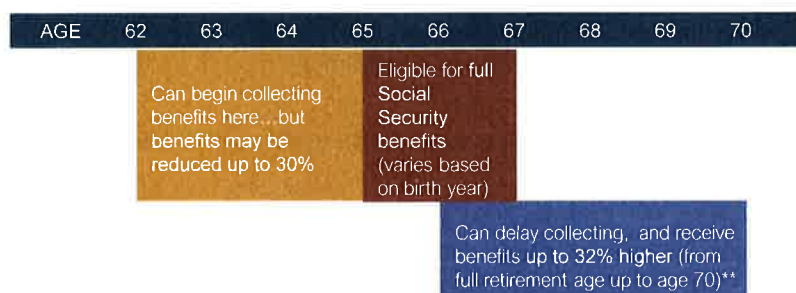 AGE 62 63 64 65 66 67 68 69 70
Can begin collecting
benefits here...but
benefits may be
reduced up to 30%
Eligible for full
Social
Security
benefits
(varies based
on birth year)
Can delay collecting, and receive
benefits up to 32% higher (from
full retirement age up to age 70)**